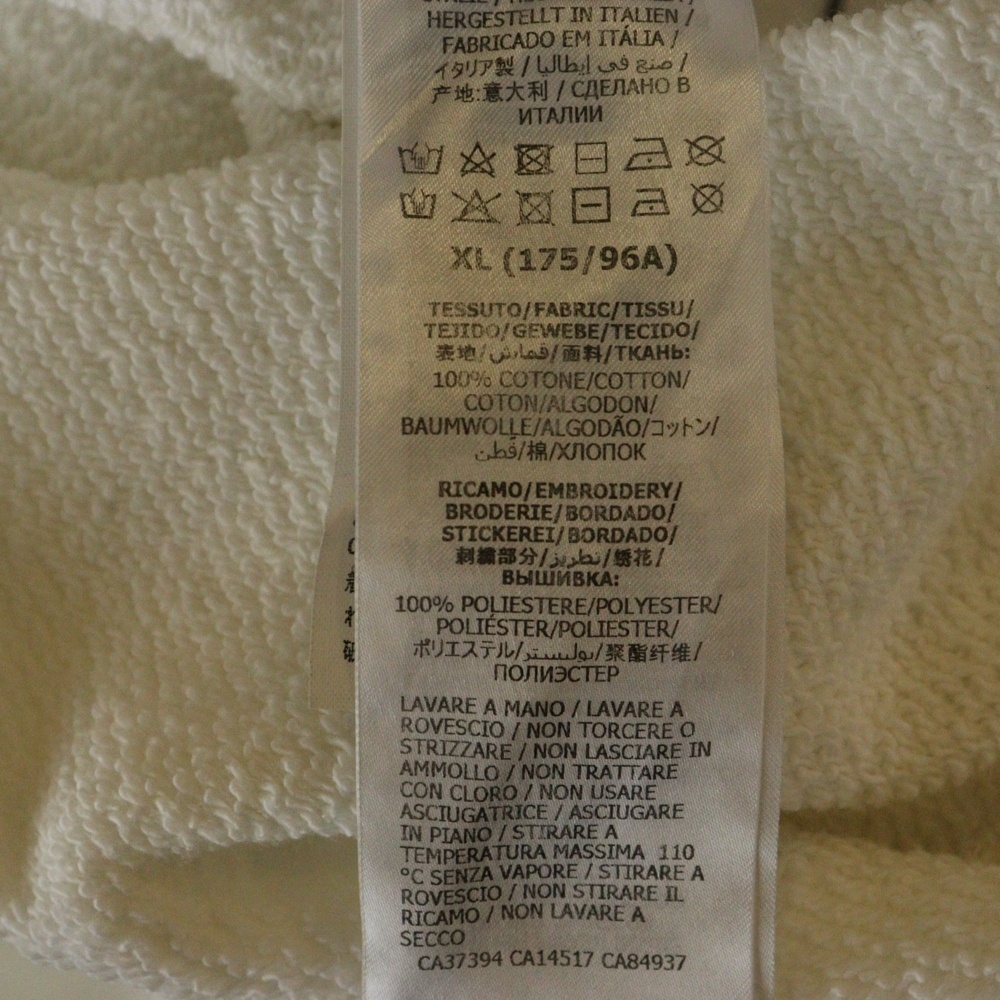 HERGESTELLT IN ITALIEN /
FABRICADO EM ITÁLIA /
イタリア製 / صنع في إيطاليا /
产地:意大利 / СДЕЛАНО В
ИТАЛИИ
XL (175/96A)
TESSUTO/FABRIC/TISSU/
TEJIDO/GEWEBE/TECIDO/
表地/قماش/面料/ТКАНЬ:
100% COTONE/COTTON/
COTON/ALGODON/
BAUMWOLLE/ALGODÃO/コットン/
قطن/棉/ХЛОПОК
RICAMO/EMBROIDERY/
BRODERIE/BORDADO/
STICKEREI/BORDADO/
刺繍部分/تطريز/绣花/
ВЫШИВКА:
100% POLIESTERE/POLYESTER/
POLIÉSTER/POLIESTER/
ポリエステル/بوليستر/聚酯纤维/
ПОЛИЭСТЕР
LAVARE A MANO / LAVARE A
ROVESCIO / NON TORCERE O
STRIZZARE / NON LASCIARE IN
AMMOLLO / NON TRATTARE
CON CLORO / NON USARE
ASCIUGATRICE / ASCIUGARE
IN PIANO / STIRARE A
TEMPERATURA MASSIMA 110
°C SENZA VAPORE / STIRARE A
ROVESCIO / NON STIRARE IL
RICAMO / NON LAVARE A
SECCO
CA37394 CA14517 CA84937